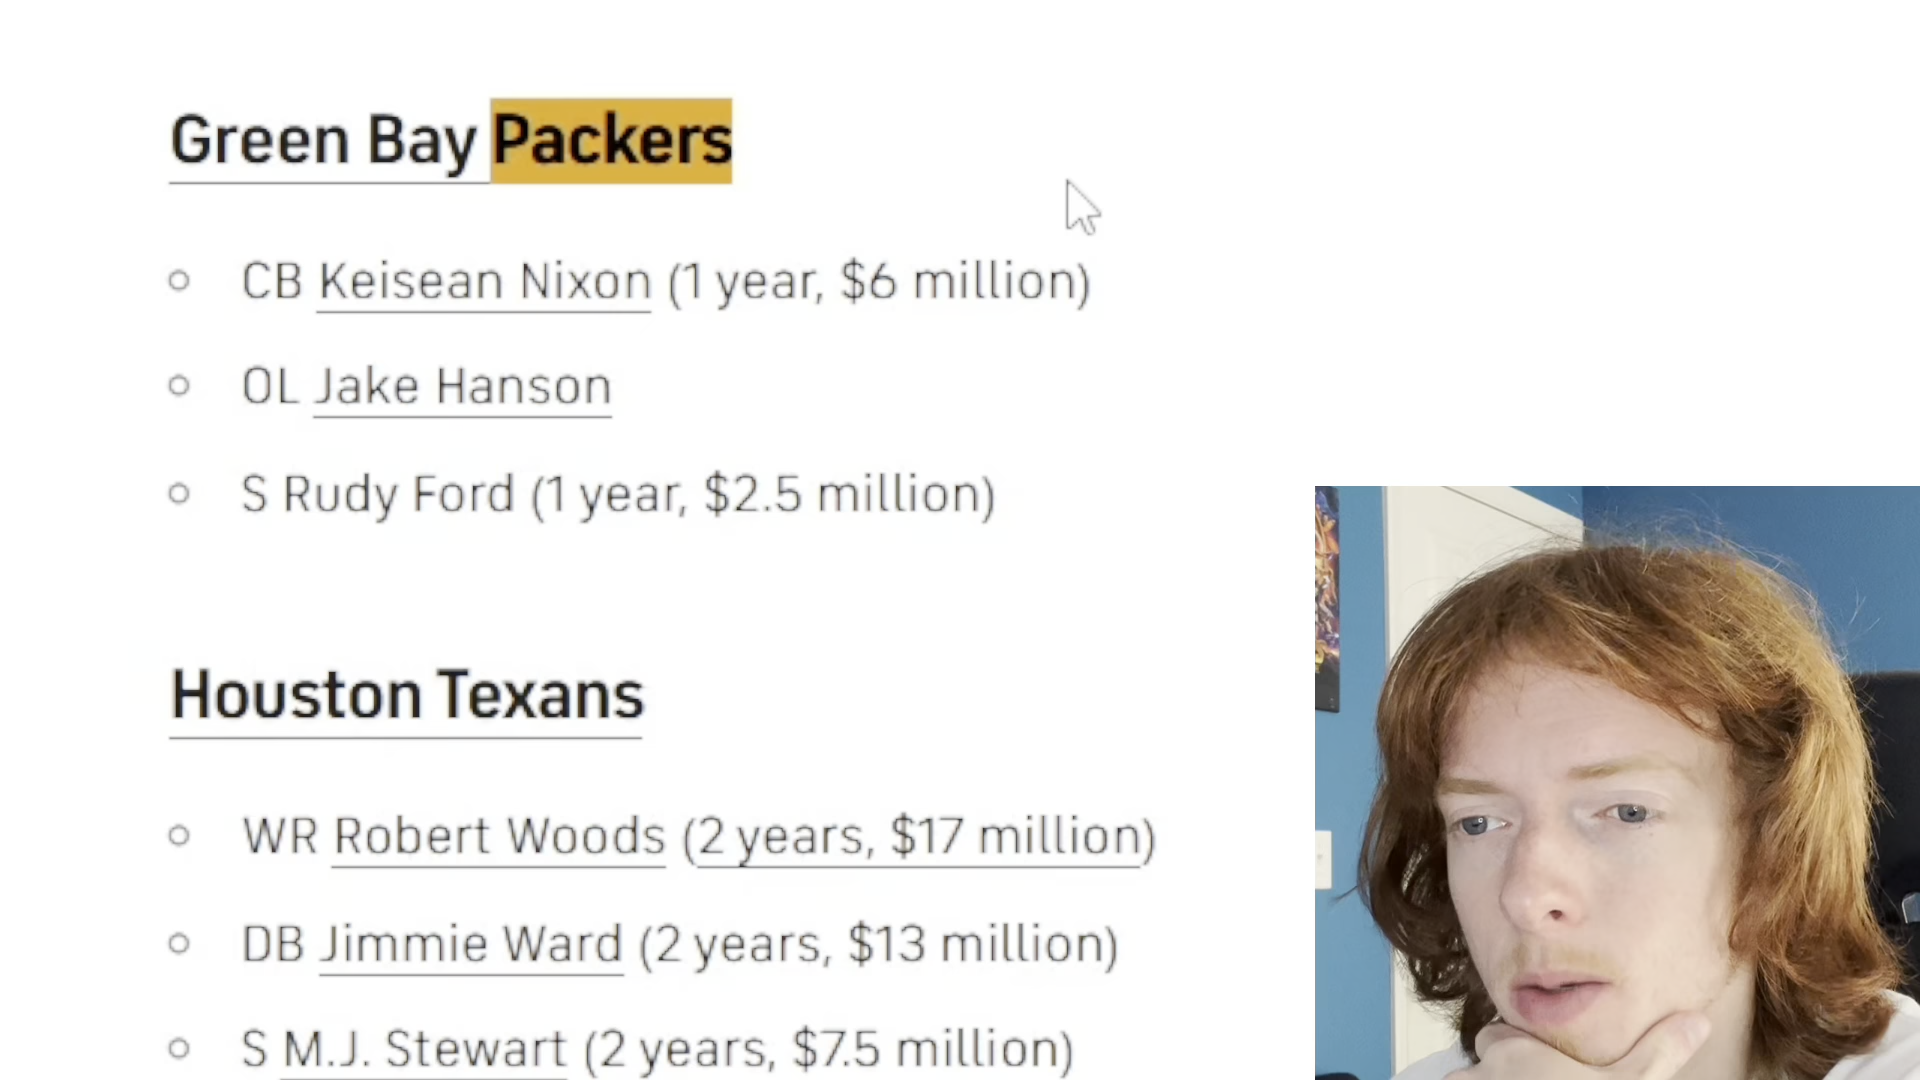 Green Bay Packers
CB Keisean Nixon (1 year, $6 million)
OL Jake Hanson
S Rudy Ford (1 year, $2.5 million)
Houston Texans
WR Robert Woods (2 years, $17 million)
DB Jimmie Ward (2 years, $13 million)
S M.J. Stewart (2 years, $7.5 million)